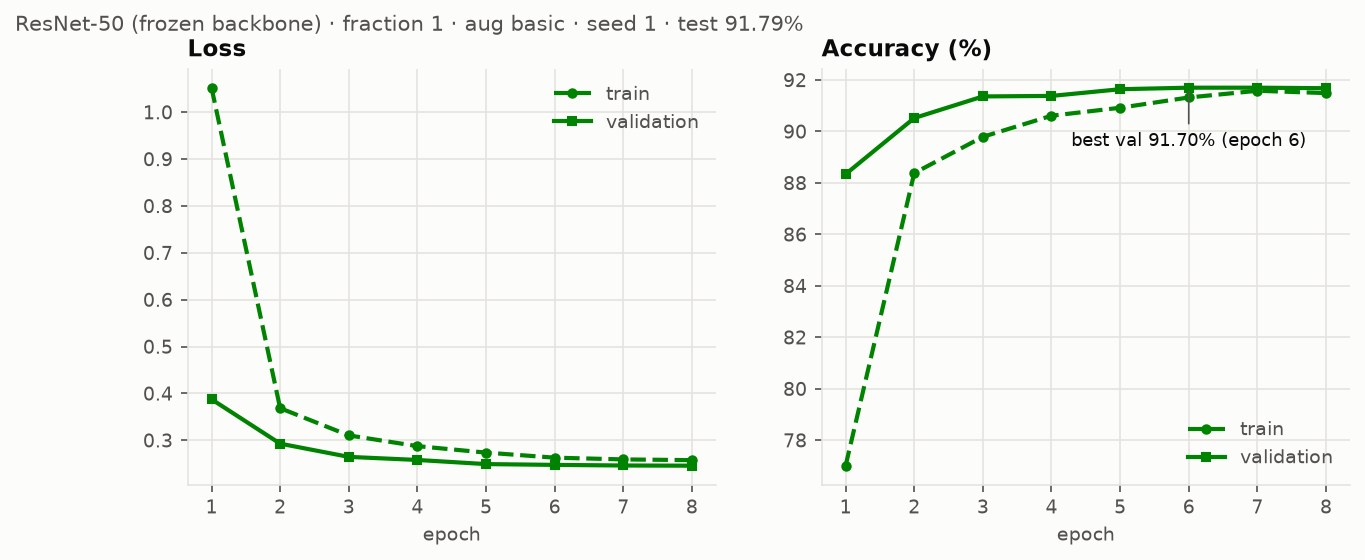 ResNet-50 (frozen backbone) · fraction 1 · aug basic · seed 1 · test 91.79%
Loss
1.0
0.9
0.8
0.7
0.6
0.5
0.4
0.3
train
validation
1 2 3 4 5 6 7 8
epoch
Accuracy (%)
92
90
88
86
84
82
80
78
best val 91.70% (epoch 6)
train
validation
1 2 3 4 5 6 7 8
epoch